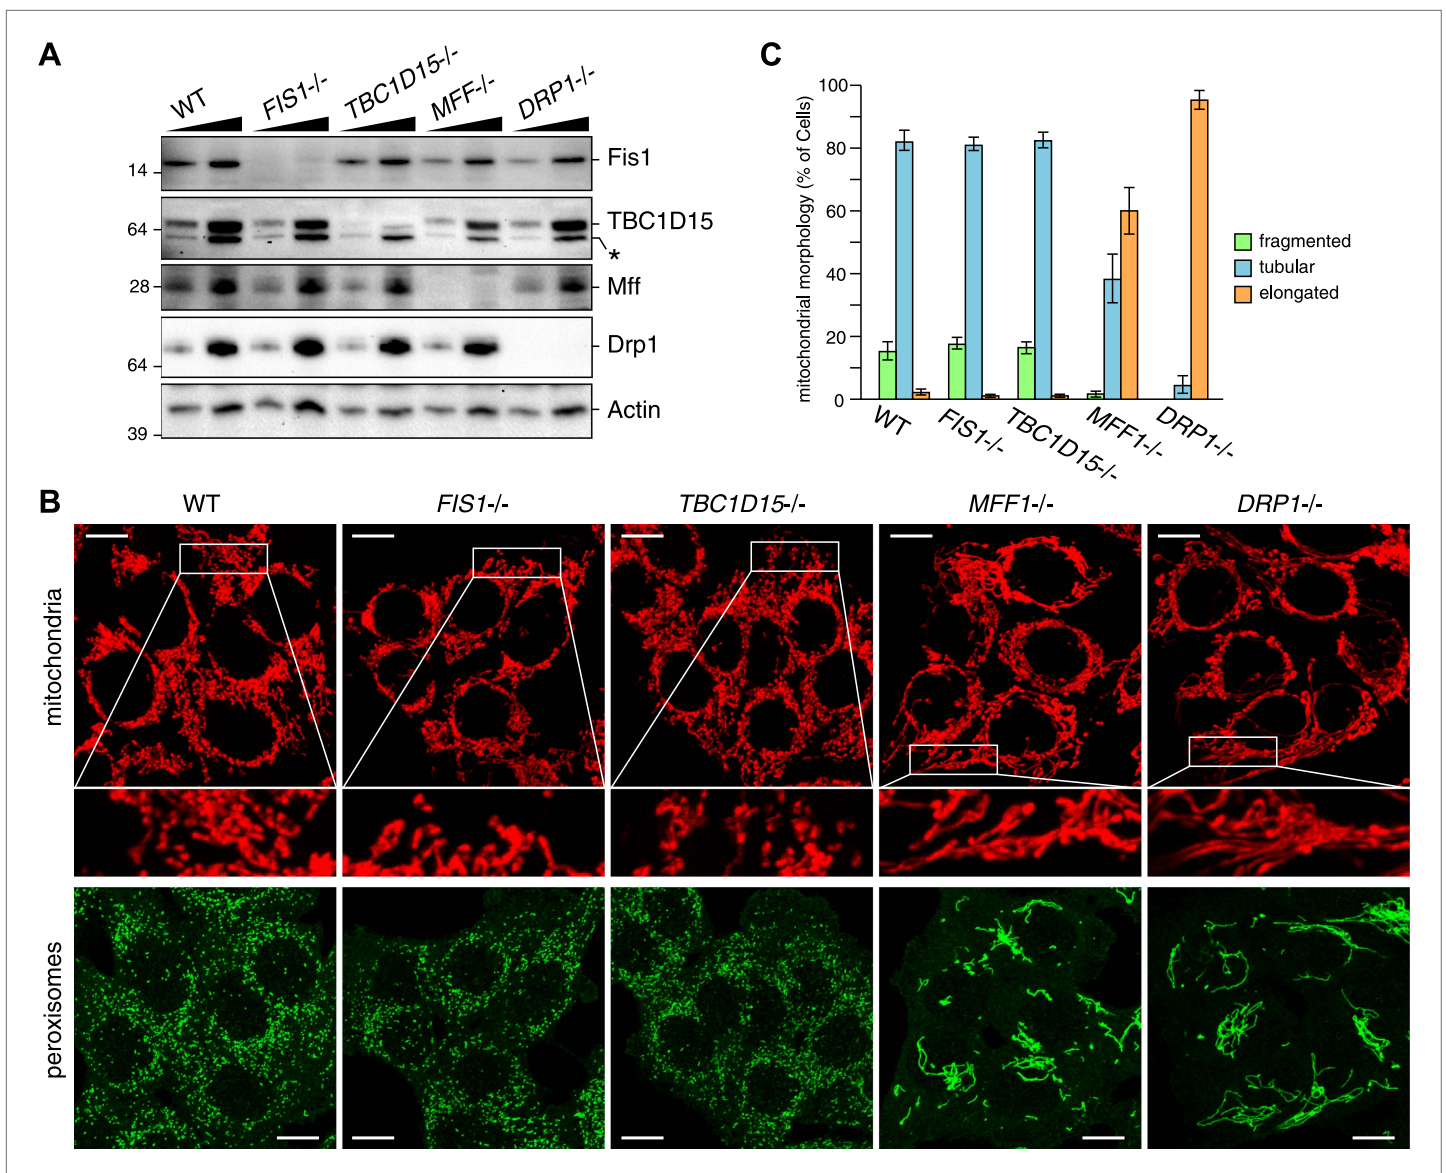 A
WT
FIS1-/-
TBC1D15-/-
MFF-/-
DRP1-/-
14
Fis1
64
TBC1D15
*
28
Mff
64
Drp1
39
Actin
C
mitochondrial morphology (% of Cells)
100
80
60
40
20
0
WT
FIS1-/-
TBC1D15-/-
MFF1-/-
DRP1-/-
fragmented
tubular
elongated
B
WT
FIS1-/-
TBC1D15-/-
MFF1-/-
DRP1-/-
mitochondria
peroxisomes